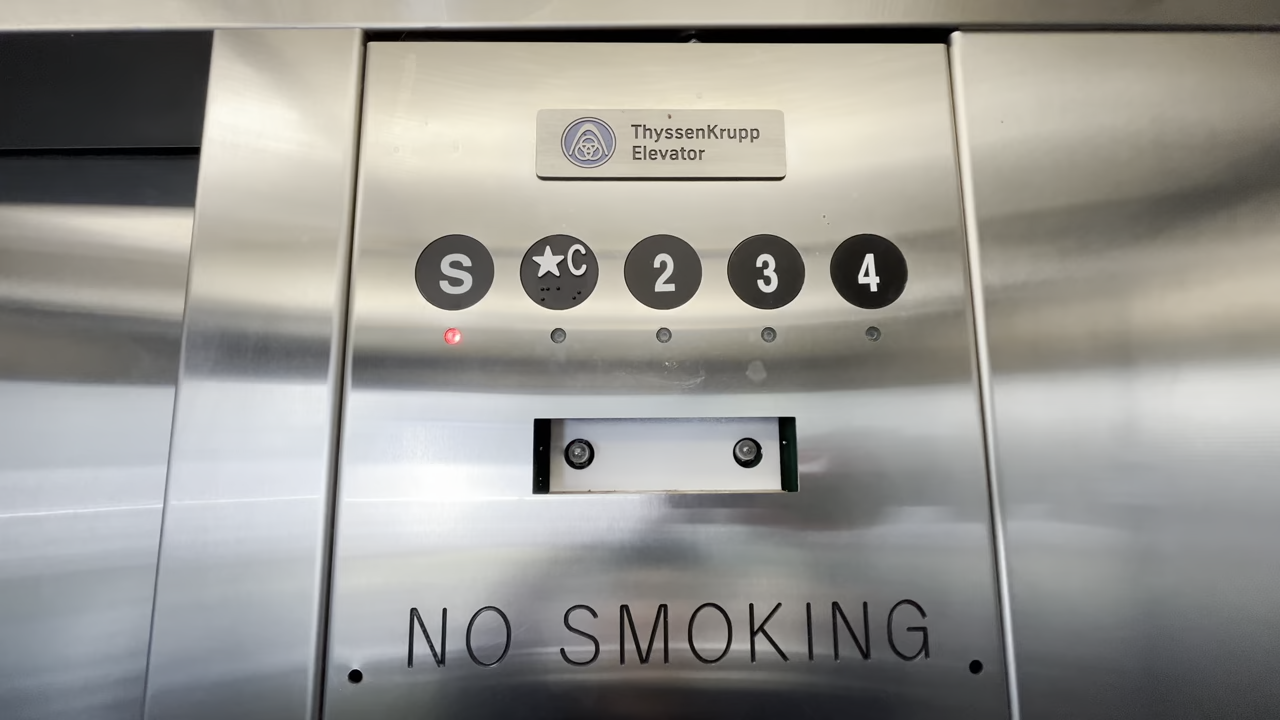 ThyssenKrupp
Elevator
S ★C 2 3 4
NO SMOKING